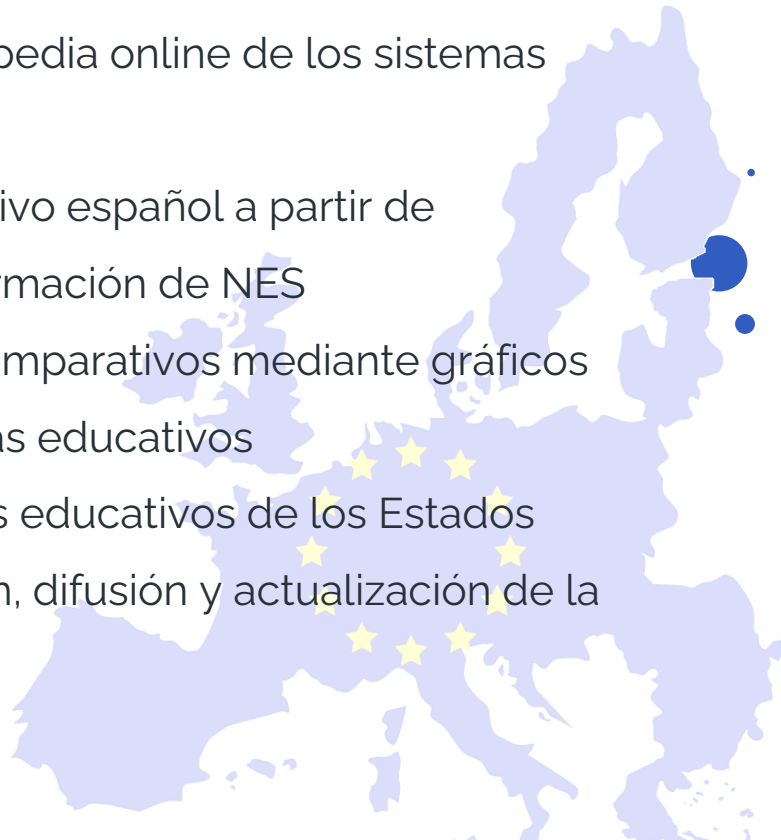 pedia online de los sistemas
ivo español a partir de
rmación de NES
mparativos mediante gráficos
as educativos
s educativos de los Estados
n, difusión y actualización de la